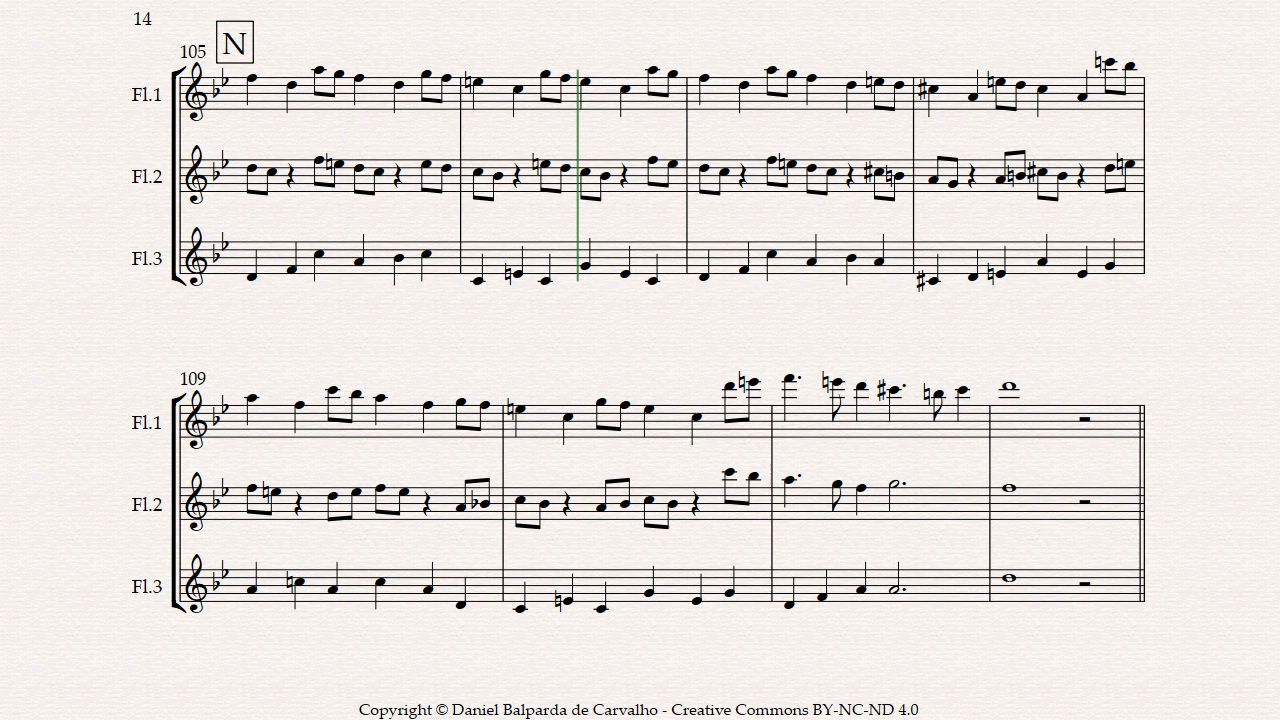 14
105 N
Fl.1
Fl.2
Fl.3
109
Fl.1
Fl.2
Fl.3
Copyright © Daniel Balparda de Carvalho - Creative Commons BY-NC-ND 4.0